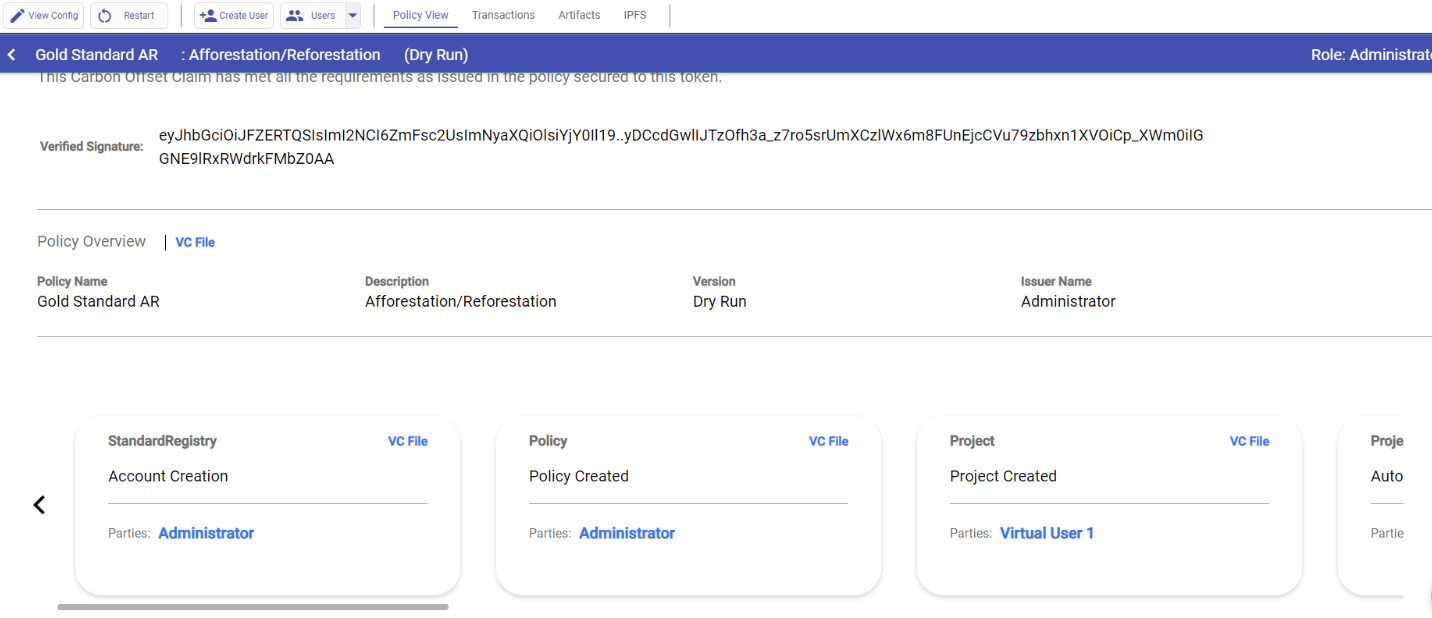 View Config Restart Create User Users Policy View Transactions Artifacts IPFS
Gold Standard AR : Afforestation/Reforestation (Dry Run) Role: Administrato
This Carbon Offset Claim has met all the requirements as issued in the policy secured to this token.
Verified Signature: eyJhbGciOiJFZERTQSIsImI2NCI6ZmFsc2UsImNyaXQiOlsiYjY0Il19..yDCcdGwlIJTzOfh3a_z7ro5srUmXCzlWx6m8FUnEjcCVu79zbhxn1XVOiCp_XWm0iIG
GNE9lRxRWdrkFMbZ0AA
Policy Overview | VC File
Policy Name Description Version Issuer Name
Gold Standard AR Afforestation/Reforestation Dry Run Administrator
StandardRegistry VC File Policy VC File Project VC File Proje
Account Creation Policy Created Project Created Auto
Parties: Administrator Parties: Administrator Parties: Virtual User 1 Partie